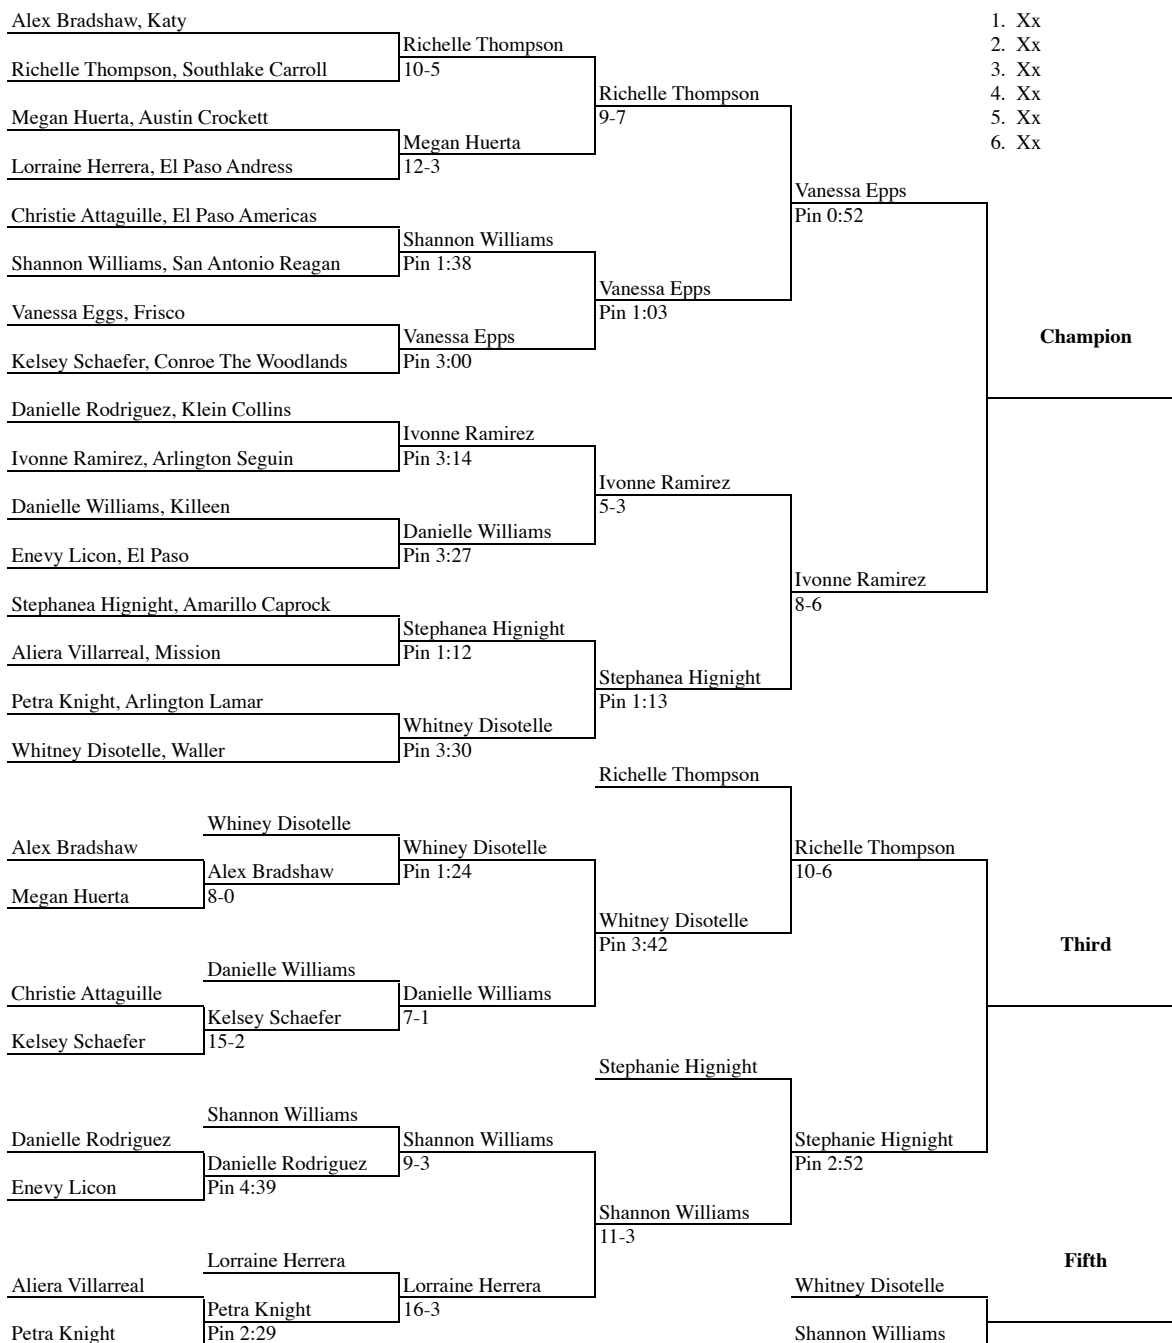 Alex Bradshaw, Katy
1. Xx
Richelle Thompson
2. Xx
Richelle Thompson, Southlake Carroll
10-5
3. Xx
Richelle Thompson
4. Xx
Megan Huerta, Austin Crockett
9-7
5. Xx
Megan Huerta
6. Xx
Lorraine Herrera, El Paso Andress
12-3
Vanessa Epps
Christie Attaguille, El Paso Americas
Pin 0:52
Shannon Williams
Shannon Williams, San Antonio Reagan
Pin 1:38
Vanessa Epps
Vanessa Eggs, Frisco
Pin 1:03
Vanessa Epps
Champion
Kelsey Schaefer, Conroe The Woodlands
Pin 3:00
Danielle Rodriguez, Klein Collins
Ivonne Ramirez
Ivonne Ramirez, Arlington Seguin
Pin 3:14
Ivonne Ramirez
Danielle Williams, Killeen
5-3
Danielle Williams
Enevy Licon, El Paso
Pin 3:27
Ivonne Ramirez
Stephanea Hignight, Amarillo Caprock
8-6
Stephanea Hignight
Aliera Villarreal, Mission
Pin 1:12
Stephanea Hignight
Petra Knight, Arlington Lamar
Pin 1:13
Whitney Disotelle
Whitney Disotelle, Waller
Pin 3:30
Richelle Thompson
Whiney Disotelle
Alex Bradshaw
Whiney Disotelle
Richelle Thompson
Alex Bradshaw
Pin 1:24
10-6
Megan Huerta
8-0
Whitney Disotelle
Pin 3:42
Third
Danielle Williams
Christie Attaguille
Danielle Williams
Kelsey Schaefer
7-1
Kelsey Schaefer
15-2
Stephanie Hignight
Shannon Williams
Danielle Rodriguez
Shannon Williams
Stephanie Hignight
Danielle Rodriguez
9-3
Pin 2:52
Enevy Licon
Pin 4:39
Shannon Williams
11-3
Lorraine Herrera
Fifth
Aliera Villarreal
Lorraine Herrera
Whitney Disotelle
Petra Knight
16-3
Petra Knight
Pin 2:29
Shannon Williams